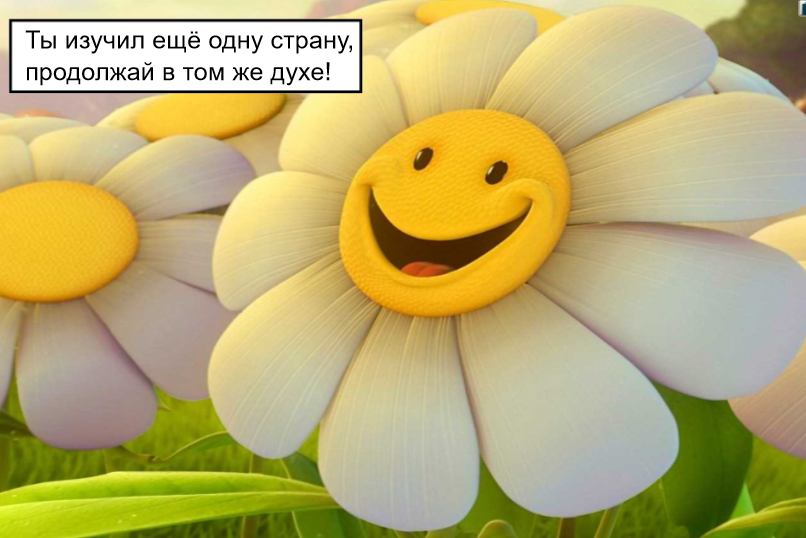 Ты изучил ещё одну страну,
продолжай в том же духе!